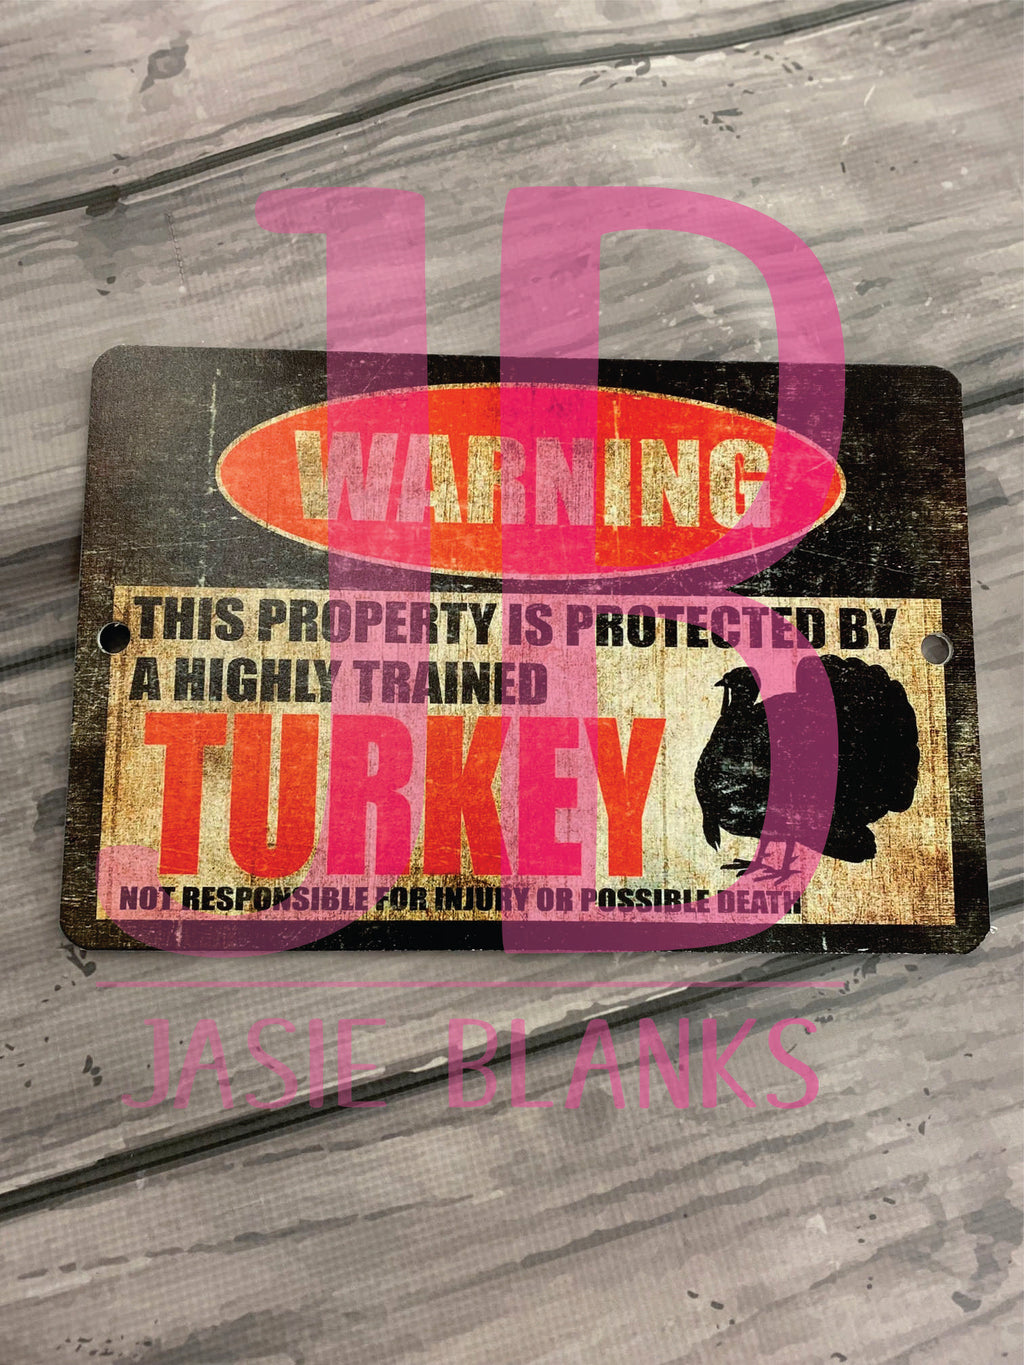 JB
WARNING
THIS PROPERTY IS PROTECTED BY
A HIGHLY TRAINED
TURKEY
NOT RESPONSIBLE FOR INJURY OR POSSIBLE DEATH
JASIE BLANKS